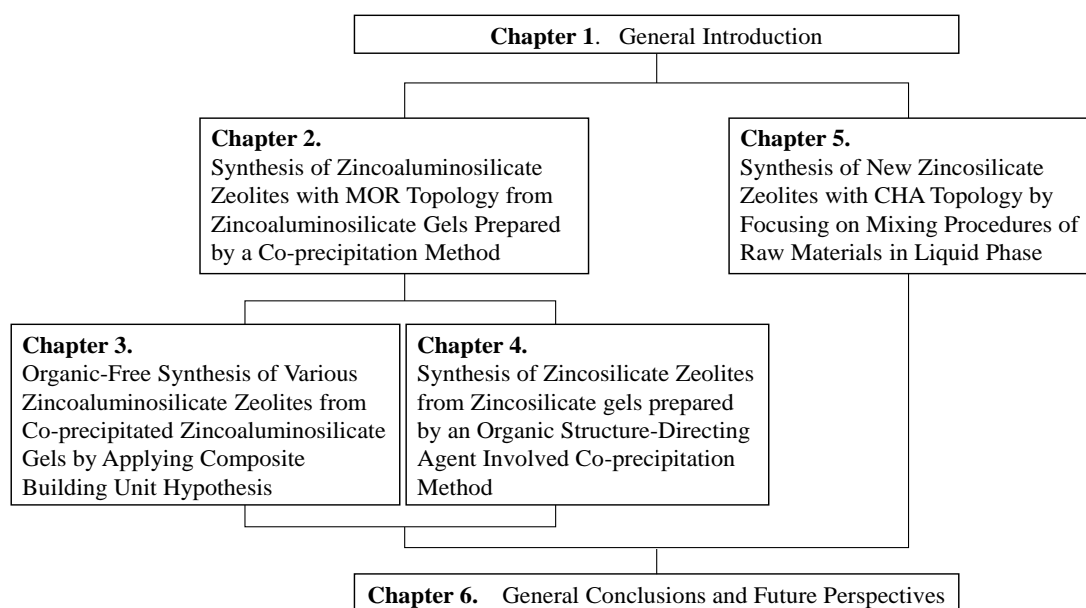 Chapter 1. General Introduction
Chapter 2.
Synthesis of Zincoaluminosilicate
Zeolites with MOR Topology from
Zincoaluminosilicate Gels Prepared
by a Co-precipitation Method
Chapter 5.
Synthesis of New Zincosilicate
Zeolites with CHA Topology by
Focusing on Mixing Procedures of
Raw Materials in Liquid Phase
Chapter 3.
Organic-Free Synthesis of Various
Zincoaluminosilicate Zeolites from
Co-precipitated Zincoaluminosilicate
Gels by Applying Composite
Building Unit Hypothesis
Chapter 4.
Synthesis of Zincosilicate Zeolites
from Zincosilicate gels prepared
by an Organic Structure-Directing
Agent Involved Co-precipitation
Method
Chapter 6. General Conclusions and Future Perspectives